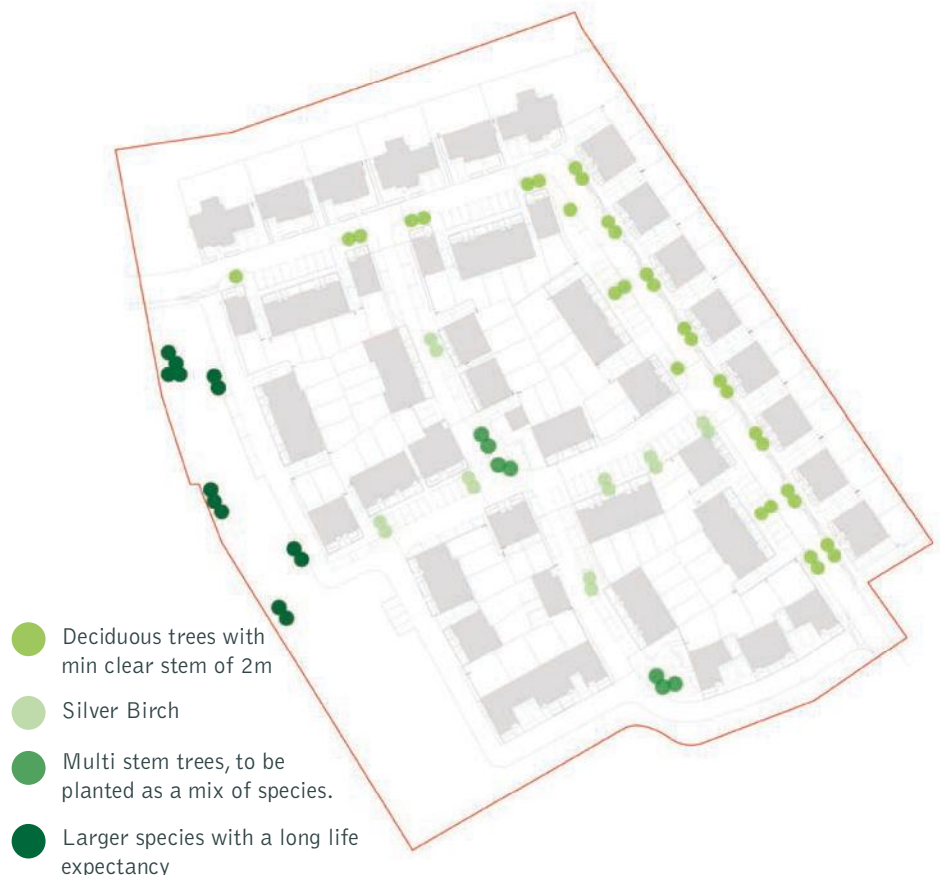 Deciduous trees with
min clear stem of 2m
Silver Birch
Multi stem trees, to be
planted as a mix of species.
Larger species with a long life
expectancy